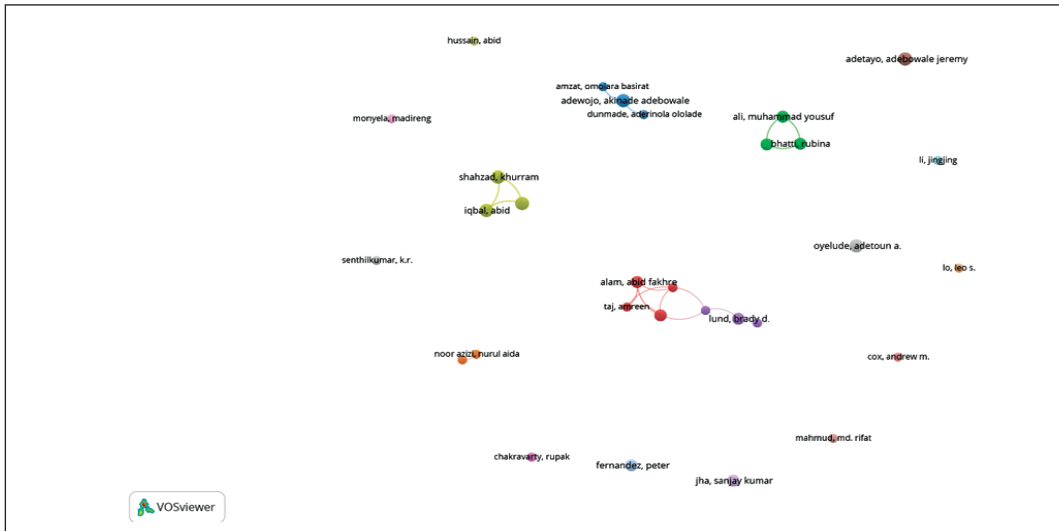 hussain, abid
adetayo, adebowale jeremy
amzat, omolara basirat
adewojo, akinade adebowale
dunmade, aderinola ololade
monyela, madireng
ali, muhammad yousuf
bhatti, rubina
li, jingjing
shahzad, khurram
iqbal, abid
oyelude, adetoun a.
senthilkumar, k.r.
lo, leo s.
alam, abid fakhre
taj, amreen
lund, brady d.
noor azizi, nurul aida
cox, andrew m.
mahmud, md. rifat
chakravarty, rupak
fernandez, peter
jha, sanjay kumar
VOSviewer